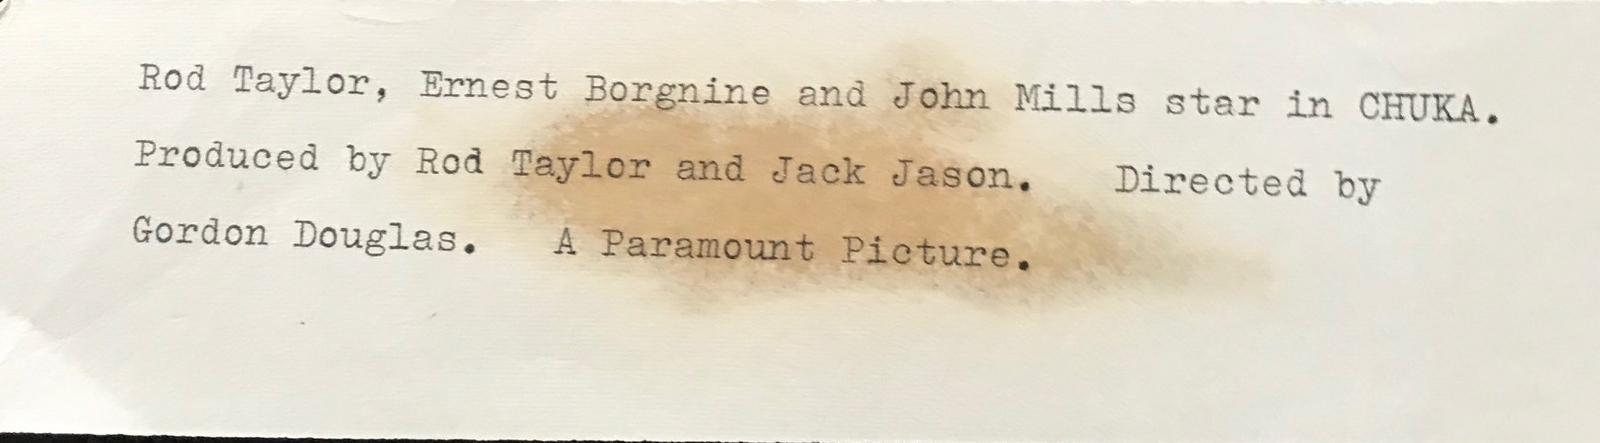 Rod Taylor, Ernest Borgnine and John Mills star in CHUKA.
Produced by Rod Taylor and Jack Jason.   Directed by
Gordon Douglas.   A Paramount Picture.